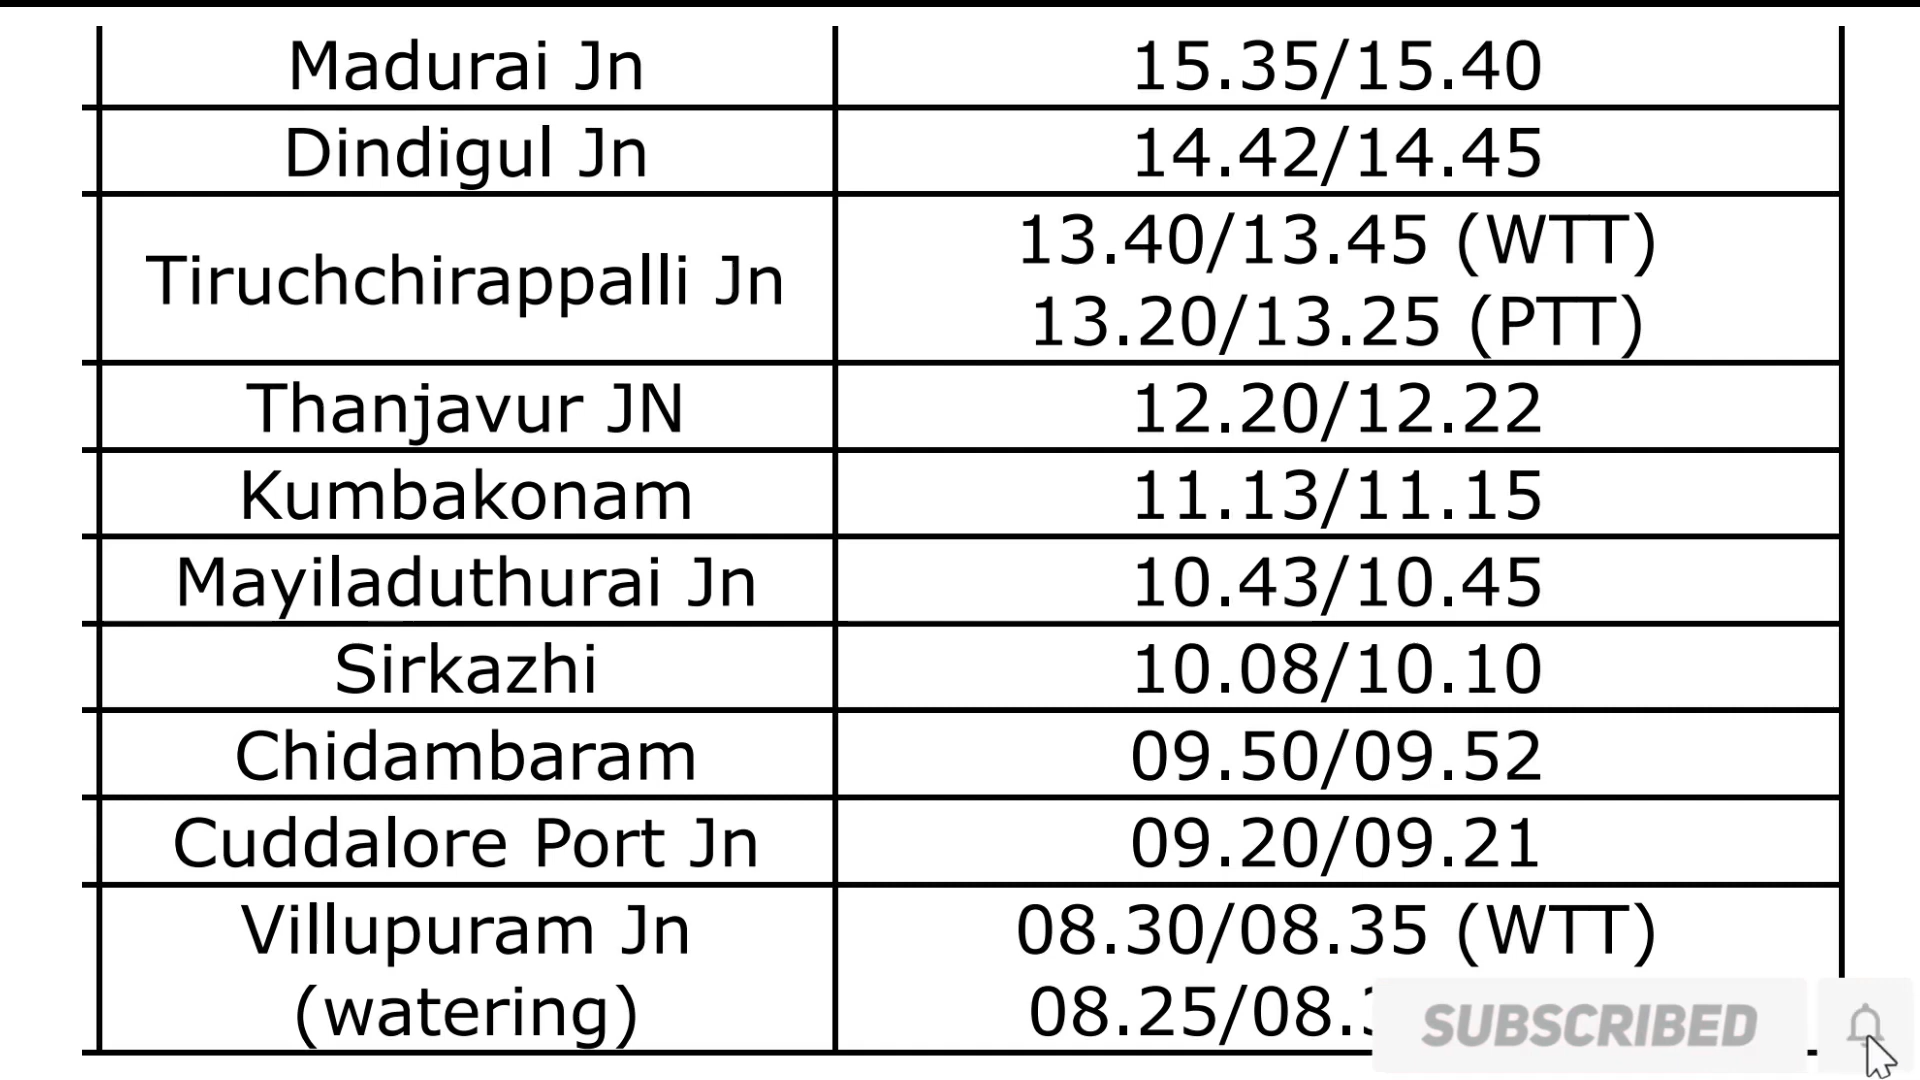 Madurai Jn 15.35/15.40
Dindigul Jn 14.42/14.45
Tiruchchirappalli Jn 13.40/13.45 (WTT)
13.20/13.25 (PTT)
Thanjavur JN 12.20/12.22
Kumbakonam 11.13/11.15
Mayiladuthurai Jn 10.43/10.45
Sirkazhi 10.08/10.10
Chidambaram 09.50/09.52
Cuddalore Port Jn 09.20/09.21
Villupuram Jn 08.30/08.35 (WTT)
(watering) 08.25/08.
SUBSCRIBED